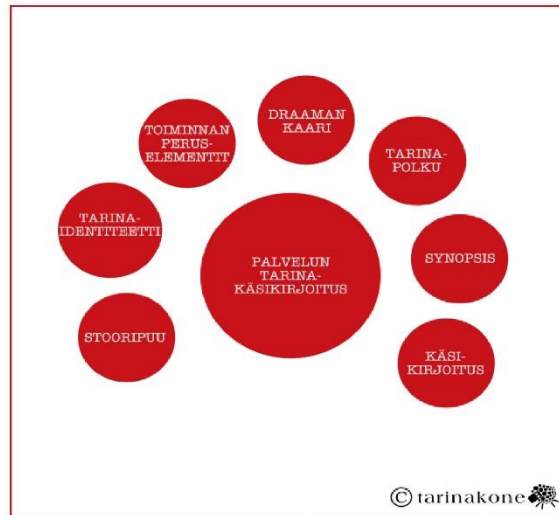 DRAAMAN
KAARI
TOIMINNAN
PERUS-
ELEMENTIT
TARINA-
POLKU
TARINA-
IDENTITEETTI
SYNOPSIS
PALVELUN
TARINA-
KÄSIKIRJOITUS
STOORIPUU
KÄSI-
KIRJOITUS
© tarinakone